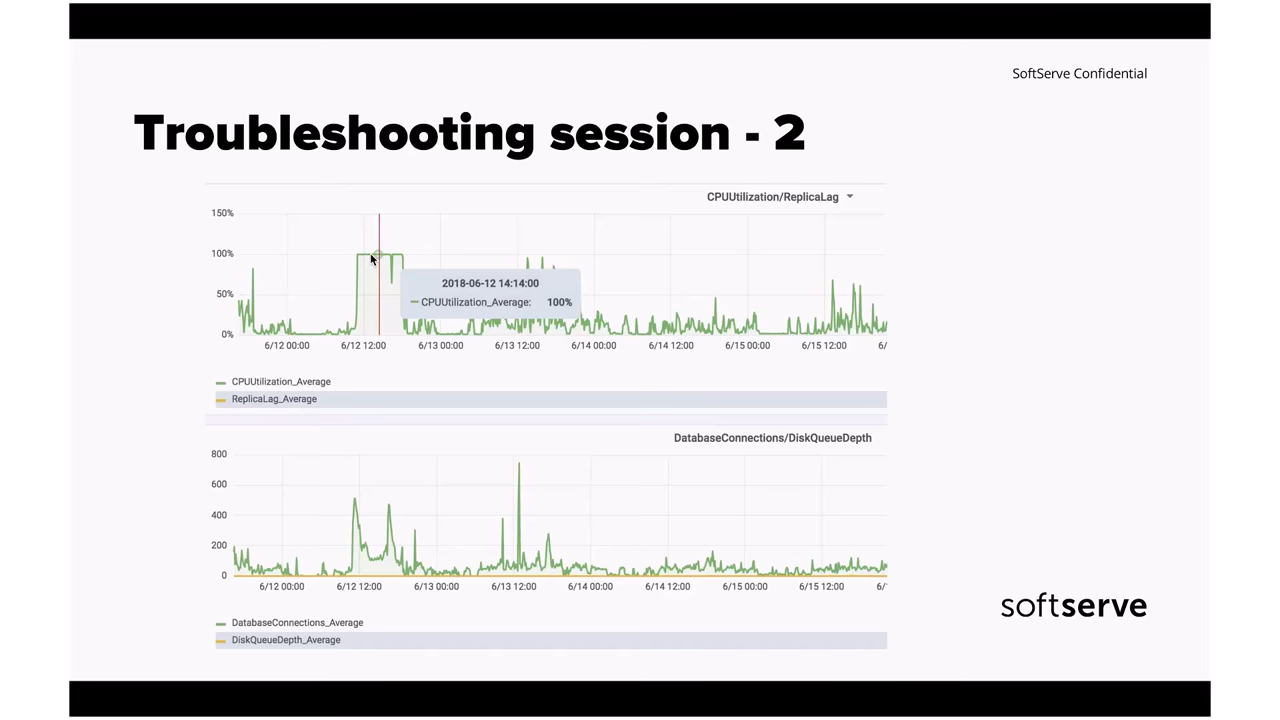 SoftServe Confidential
Troubleshooting session - 2
CPUUtilization/ReplicaLag
150%
100%
50%
0%
2018-06-12 14:14:00
CPUUtilization_Average: 100%
6/12 00:00 6/12 12:00 6/13 00:00 6/13 12:00 6/14 00:00 6/14 12:00 6/15 00:00 6/15 12:00 6/
CPUUtilization_Average
ReplicaLag_Average
DatabaseConnections/DiskQueueDepth
800
600
400
200
0
6/12 00:00 6/12 12:00 6/13 00:00 6/13 12:00 6/14 00:00 6/14 12:00 6/15 00:00 6/15 12:00 6/
DatabaseConnections_Average
DiskQueueDepth_Average
softserve